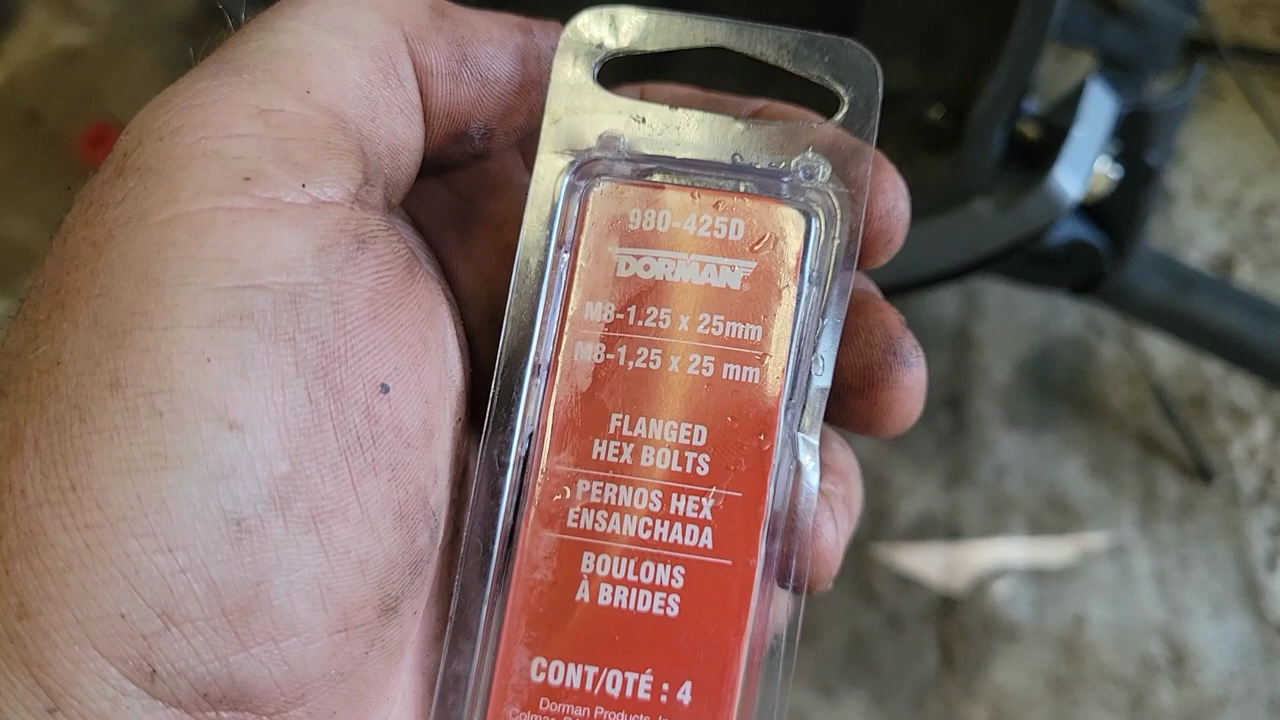 980-425D
DORMAN®
M8-1.25 x 25mm
M8-1,25 x 25 mm
FLANGED
HEX BOLTS
PERNOS HEX
ENSANCHADA
BOULONS
À BRIDES
CONT/QTÉ : 4
Dorman Products,
Colmar,